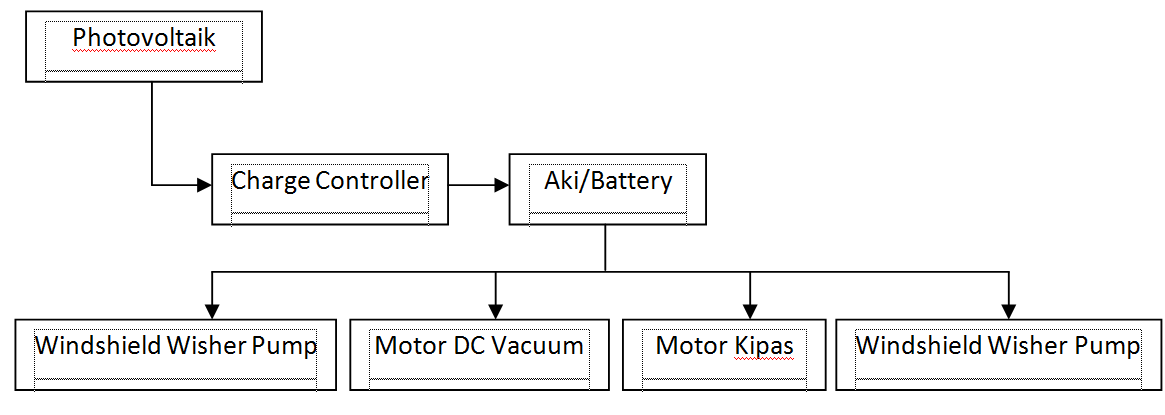 Photovoltaik
Charge Controller
Aki/Battery
Windshield Wisher Pump
Motor DC Vacuum
Motor Kipas
Windshield Wisher Pump